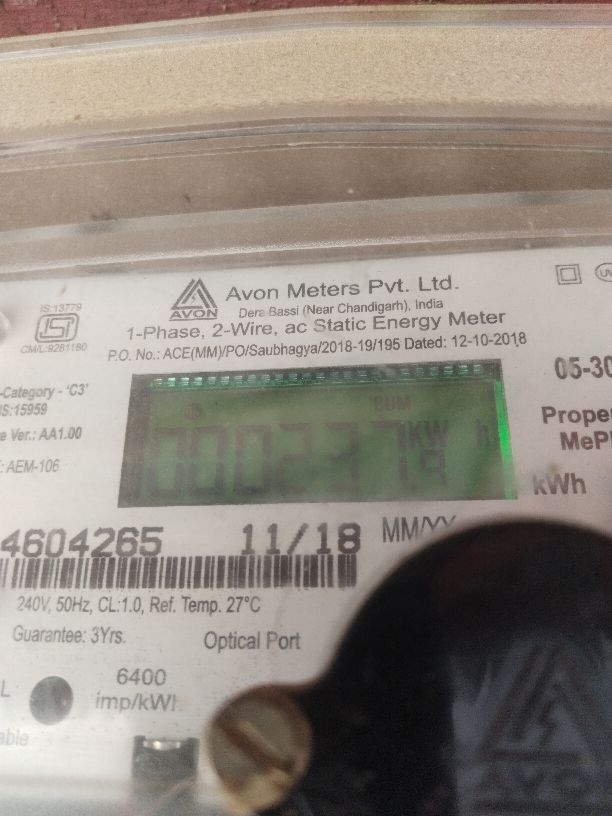 Avon Meters Pvt. Ltd.
AVON
Dera Bassi (Near Chandigarh), India
IS:13779
1-Phase, 2-Wire, ac Static Energy Meter
CM/L:9281180
P.O. No.: ACE(MM)/PO/Saubhagya/2018-19/195 Dated: 12-10-2018
-Category - 'C3'
IS:15959
Ver.: AA1.00
: AEM-106
05-30
Prope
MeP
SUM
KW h
kWh
4604265 11/18 MM/YY
240V, 50Hz, CL:1.0, Ref. Temp. 27°C
Guarantee: 3Yrs.
Optical Port
6400
imp/kWh
AVON